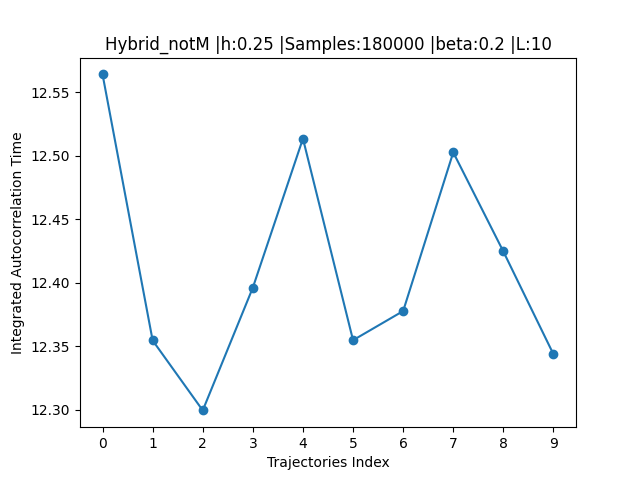 Hybrid_notM |h:0.25 |Samples:180000 |beta:0.2 |L:10
Integrated Autocorrelation Time
12.55
12.50
12.45
12.40
12.35
12.30
0 1 2 3 4 5 6 7 8 9
Trajectories Index